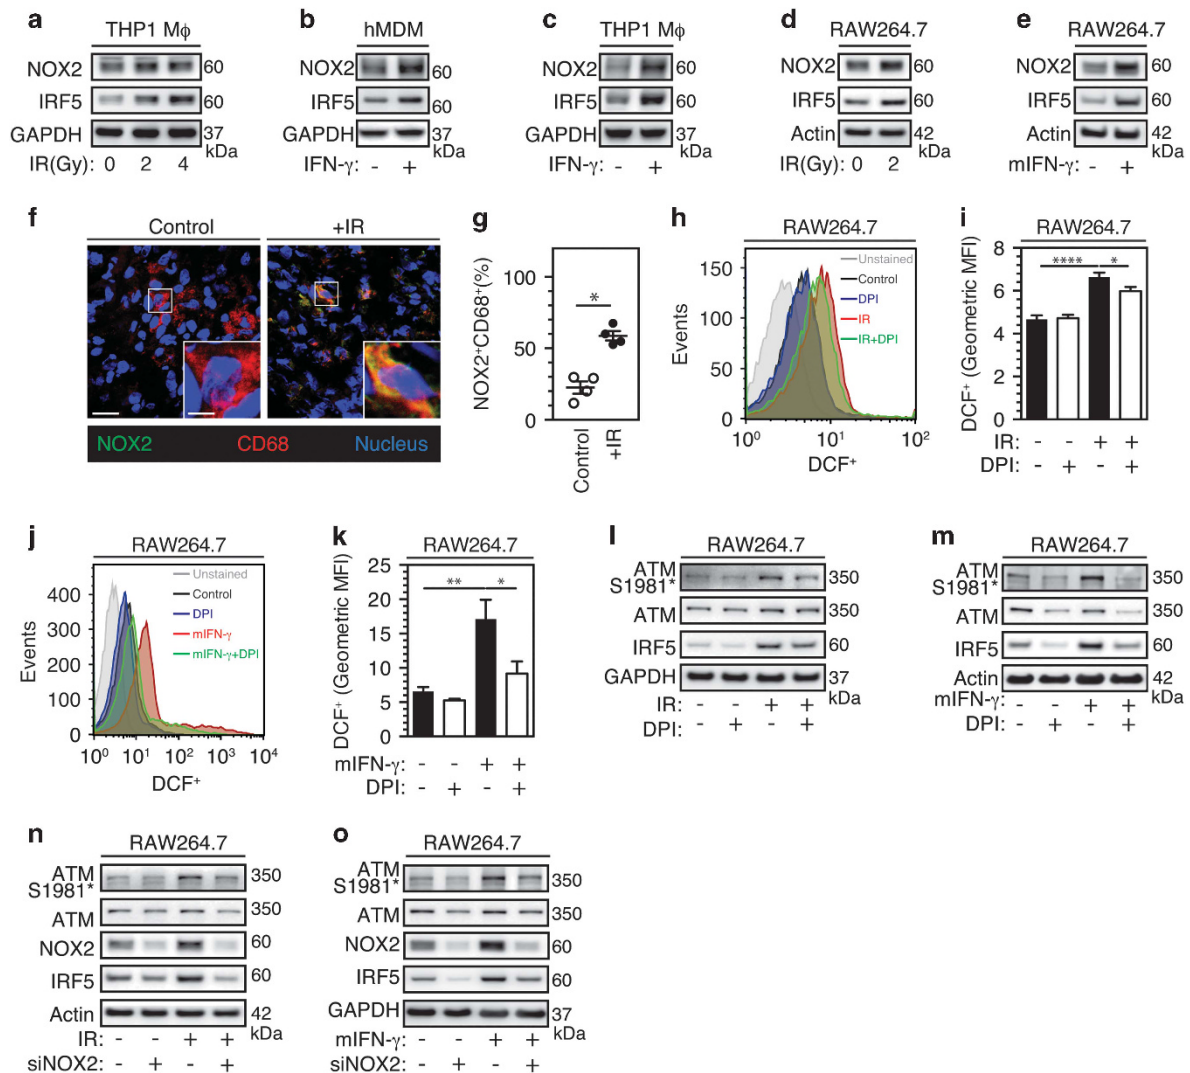 a
THP1 Mϕ
NOX2 60
IRF5 60
GAPDH 37
kDa
IR(Gy): 0 2 4
b
hMDM
NOX2 60
IRF5 60
GAPDH 37
kDa
IFN-γ: - +
c
THP1 Mϕ
NOX2 60
IRF5 60
GAPDH 37
kDa
IFN-γ: - +
d
RAW264.7
NOX2 60
IRF5 60
Actin 42
kDa
IR(Gy): 0 2
e
RAW264.7
NOX2 60
IRF5 60
Actin 42
kDa
mIFN-γ: - +
f
Control +IR
NOX2 CD68 Nucleus
g
NOX2⁺CD68⁺(%)
100
50
0
*
Control
+IR
h
RAW264.7
Events
150
100
50
0
Unstained
Control
DPI
IR
IR+DPI
10⁰ 10¹ 10²
DCF⁺
i
RAW264.7
DCF⁺ (Geometric MFI)
8
6
4
2
0
**** *
IR: - - + +
DPI: - + - +
j
RAW264.7
Events
400
300
200
100
0
Unstained
Control
DPI
mIFN-γ
mIFN-γ+DPI
10⁰ 10¹ 10² 10³ 10⁴
DCF⁺
k
RAW264.7
DCF⁺ (Geometric MFI)
25
20
15
10
5
0
** *
mIFN-γ: - - + +
DPI: - + - +
l
RAW264.7
ATM
S1981* 350
ATM 350
IRF5 60
GAPDH 37
kDa
IR: - - + +
DPI: - + - +
m
RAW264.7
ATM
S1981* 350
ATM 350
IRF5 60
Actin 42
kDa
mIFN-γ: - - + +
DPI: - + - +
n
RAW264.7
ATM
S1981* 350
ATM 350
NOX2 60
IRF5 60
Actin 42
kDa
IR: - - + +
siNOX2: - + - +
o
RAW264.7
ATM
S1981* 350
ATM 350
NOX2 60
IRF5 60
GAPDH 37
kDa
mIFN-γ: - - + +
siNOX2: - + - +